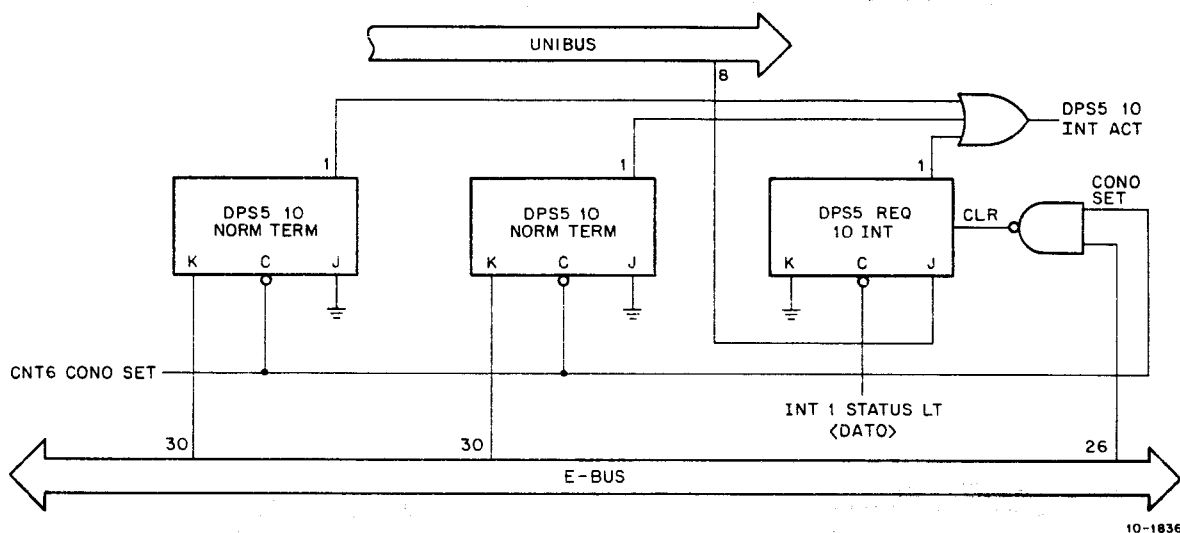 UNIBUS
8
DPS5 10
INT ACT
1
1
1
CONO
SET
DPS5 10
NORM TERM
DPS5 10
NORM TERM
DPS5 REQ
10 INT
CLR
K C J
K C J
K C J
CNT6 CONO SET
INT 1 STATUS LT
<DATO>
30
30
26
E-BUS
10-1836